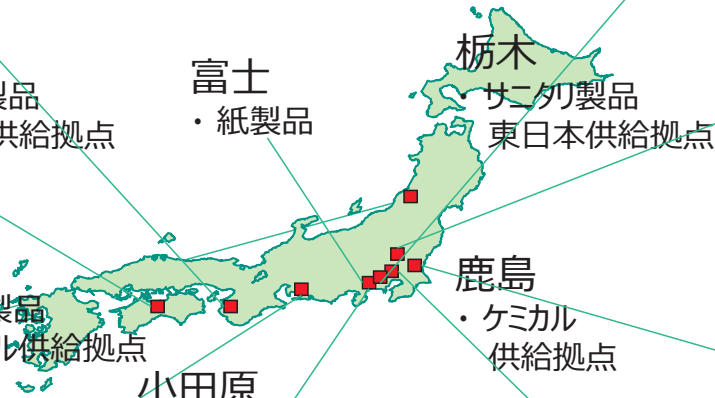 富士
・ 紙製品
栃木
・ サニタリ製品
東日本供給拠点
製品
供給拠点
鹿島
・ ケミカル
供給拠点
製品
ル供給拠点
小田原